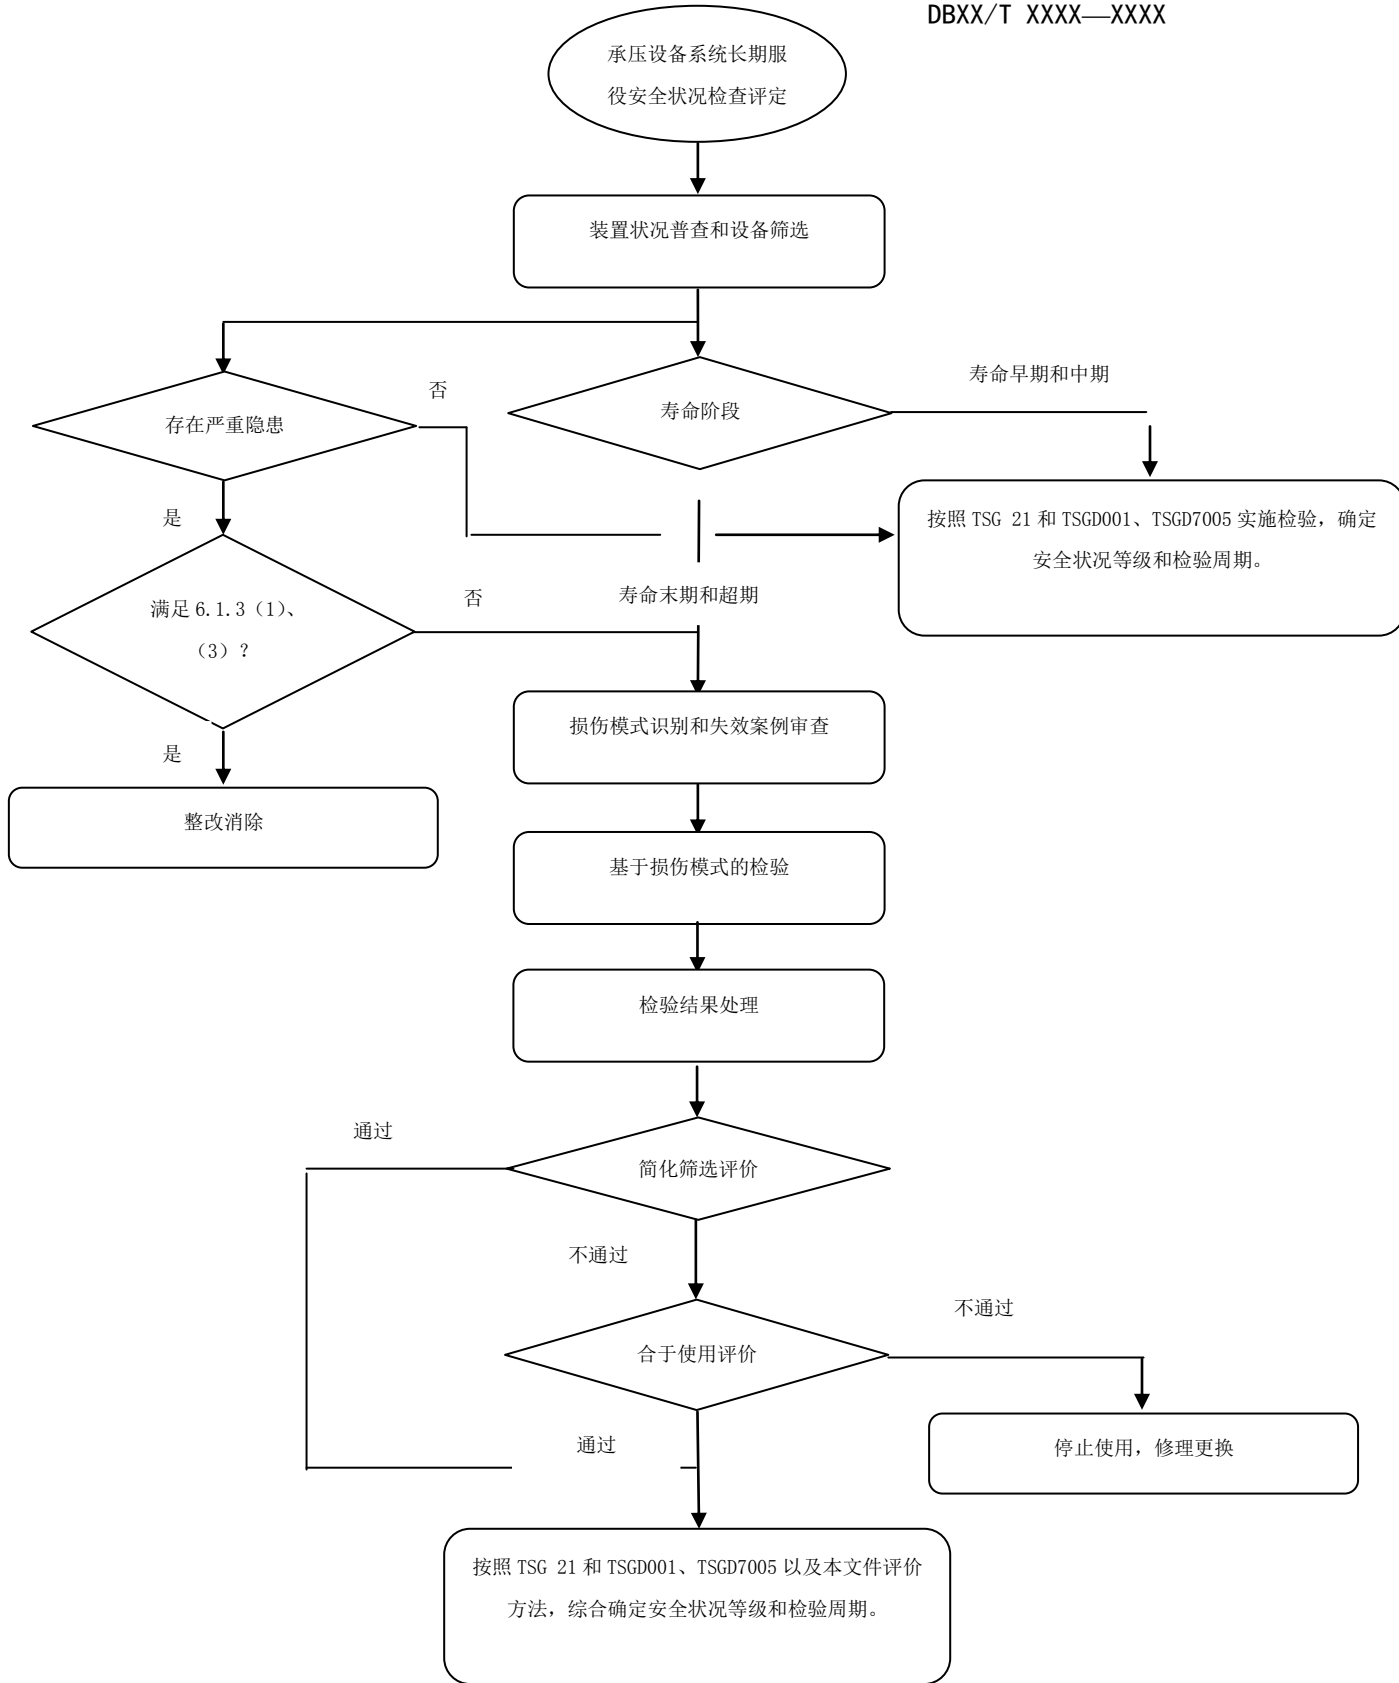 DBXX/T XXXX—XXXX
承压设备系统长期服
役安全状况检查评定
装置状况普查和设备筛选
寿命早期和中期
否
寿命阶段
存在严重隐患
是
按照 TSG 21 和 TSGD001、TSGD7005 实施检验，确定
安全状况等级和检验周期。
否
寿命末期和超期
满足 6.1.3（1）、
（3）？
损伤模式识别和失效案例审查
是
整改消除
基于损伤模式的检验
检验结果处理
通过
简化筛选评价
不通过
不通过
合于使用评价
通过
停止使用，修理更换
按照 TSG 21 和 TSGD001、TSGD7005 以及本文件评价
方法，综合确定安全状况等级和检验周期。